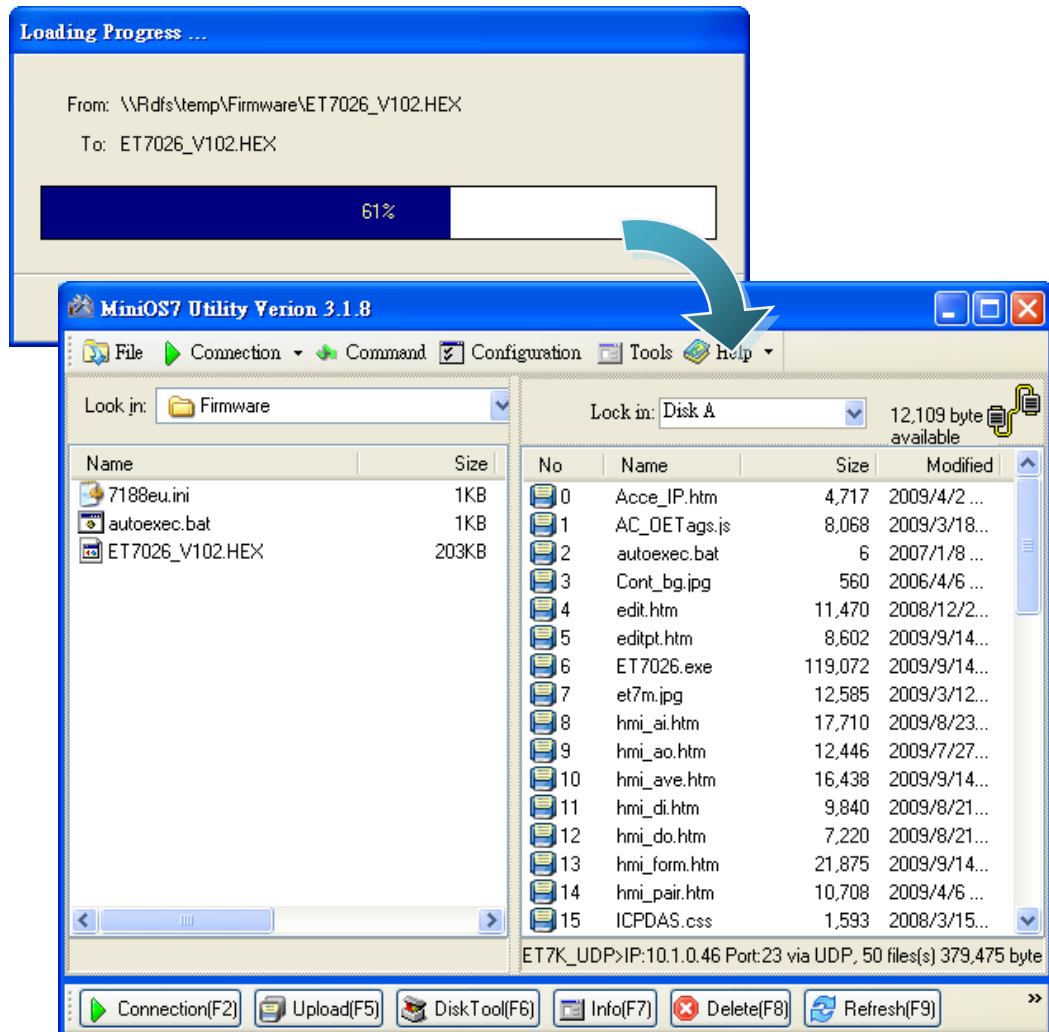 Loading Progress ...
From: \\Rdfs\temp\Firmware\ET7026_V102.HEX
To: ET7026_V102.HEX
61%
MiniOS7 Utility Verion 3.1.8
File Connection Command Configuration Tools Help
Look in: Firmware
Name Size
7188eu.ini 1KB
autoexec.bat 1KB
ET7026_V102.HEX 203KB
Lock in: Disk A 12,109 byte available
No Name Size Modified
0 Acce_IP.htm 4,717 2009/4/2 ...
1 AC_OETags.js 8,068 2009/3/18...
2 autoexec.bat 6 2007/1/8 ...
3 Cont_bg.jpg 560 2006/4/6 ...
4 edit.htm 11,470 2008/12/2...
5 editpt.htm 8,602 2009/9/14...
6 ET7026.exe 119,072 2009/9/14...
7 et7m.jpg 12,585 2009/3/12...
8 hmi_ai.htm 17,710 2009/8/23...
9 hmi_ao.htm 12,446 2009/7/27...
10 hmi_ave.htm 16,438 2009/9/14...
11 hmi_di.htm 9,840 2009/8/21...
12 hmi_do.htm 7,220 2009/8/21...
13 hmi_form.htm 21,875 2009/9/14...
14 hmi_pair.htm 10,708 2009/4/6 ...
15 ICPDAS.css 1,593 2008/3/15...
ET7K_UDP>IP:10.1.0.46 Port:23 via UDP, 50 files(s) 379,475 byte
Connection(F2) Upload(F5) DiskTool(F6) Info(F7) Delete(F8) Refresh(F9) »